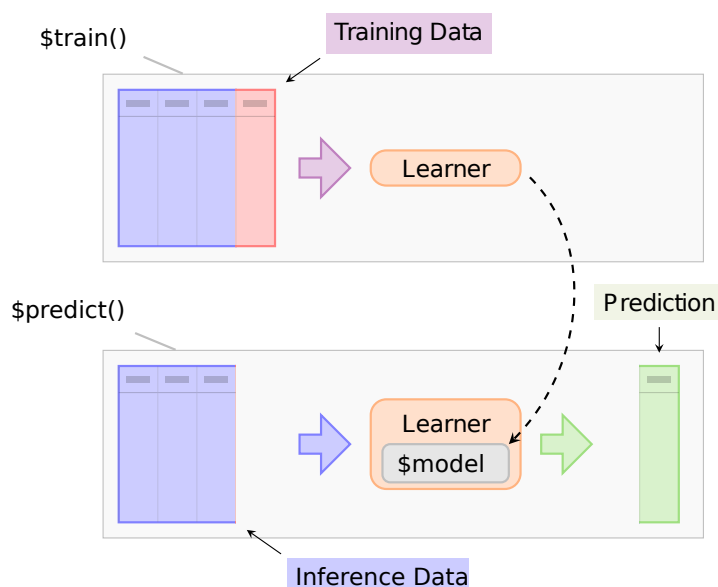 Training Data
$train()
Learner
Prediction
$predict()
Learner
$model
Inference Data